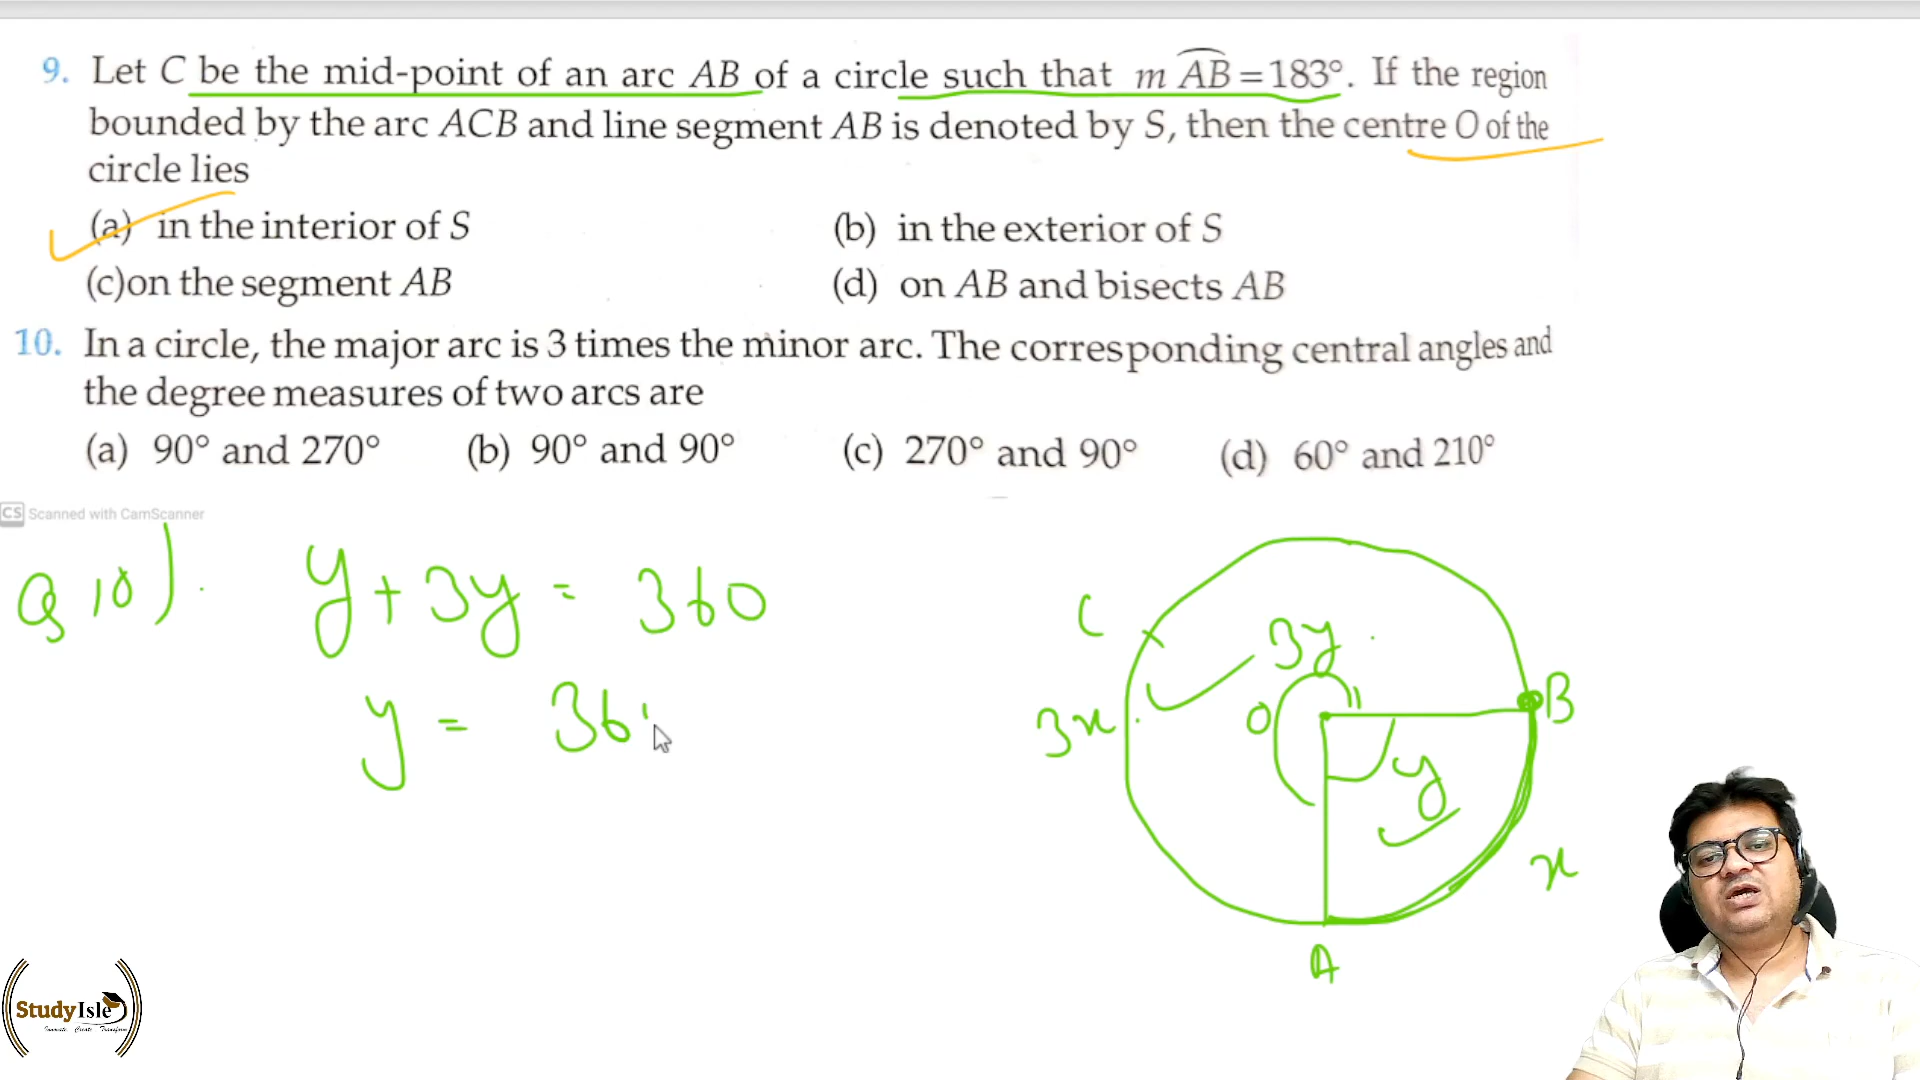 9. Let C be the mid-point of an arc AB of a circle such that m AB = 183°. If the region
bounded by the arc ACB and line segment AB is denoted by S, then the centre O of the
circle lies
(a) in the interior of S (b) in the exterior of S
(c)on the segment AB (d) on AB and bisects AB
10. In a circle, the major arc is 3 times the minor arc. The corresponding central angles and
the degree measures of two arcs are
(a) 90° and 270° (b) 90° and 90° (c) 270° and 90° (d) 60° and 210°
CS Scanned with CamScanner
Q 10). y + 3y = 360
y = 36
C
3y
3x
O
B
y
x
A
StudyIsle
Innovate Create Transform